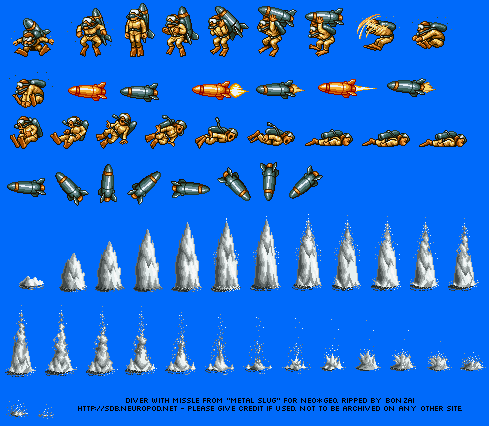 DIVER WITH MISSLE FROM "METAL SLUG" FOR NEO*GEO. RIPPED BY BONZAI
HTTP://SDB.NEUROPOD.NET - PLEASE GIVE CREDIT IF USED. NOT TO BE ARCHIVED ON ANY OTHER SITE